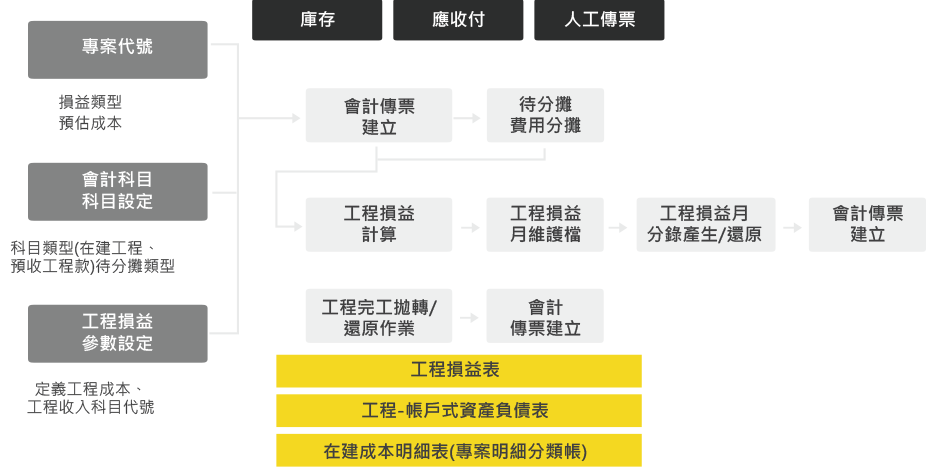 庫存
應收付
人工傳票
專案代號
損益類型
預估成本
會計科目
科目設定
科目類型(在建工程、
預收工程款)待分攤類型
工程損益
參數設定
定義工程成本、
工程收入科目代號
會計傳票
建立
待分攤
費用分攤
工程損益
計算
工程損益
月維護檔
工程損益月
分錄產生/還原
會計傳票
建立
工程完工拋轉/
還原作業
會計
傳票建立
工程損益表
工程-帳戶式資產負債表
在建成本明細表(專案明細分類帳)